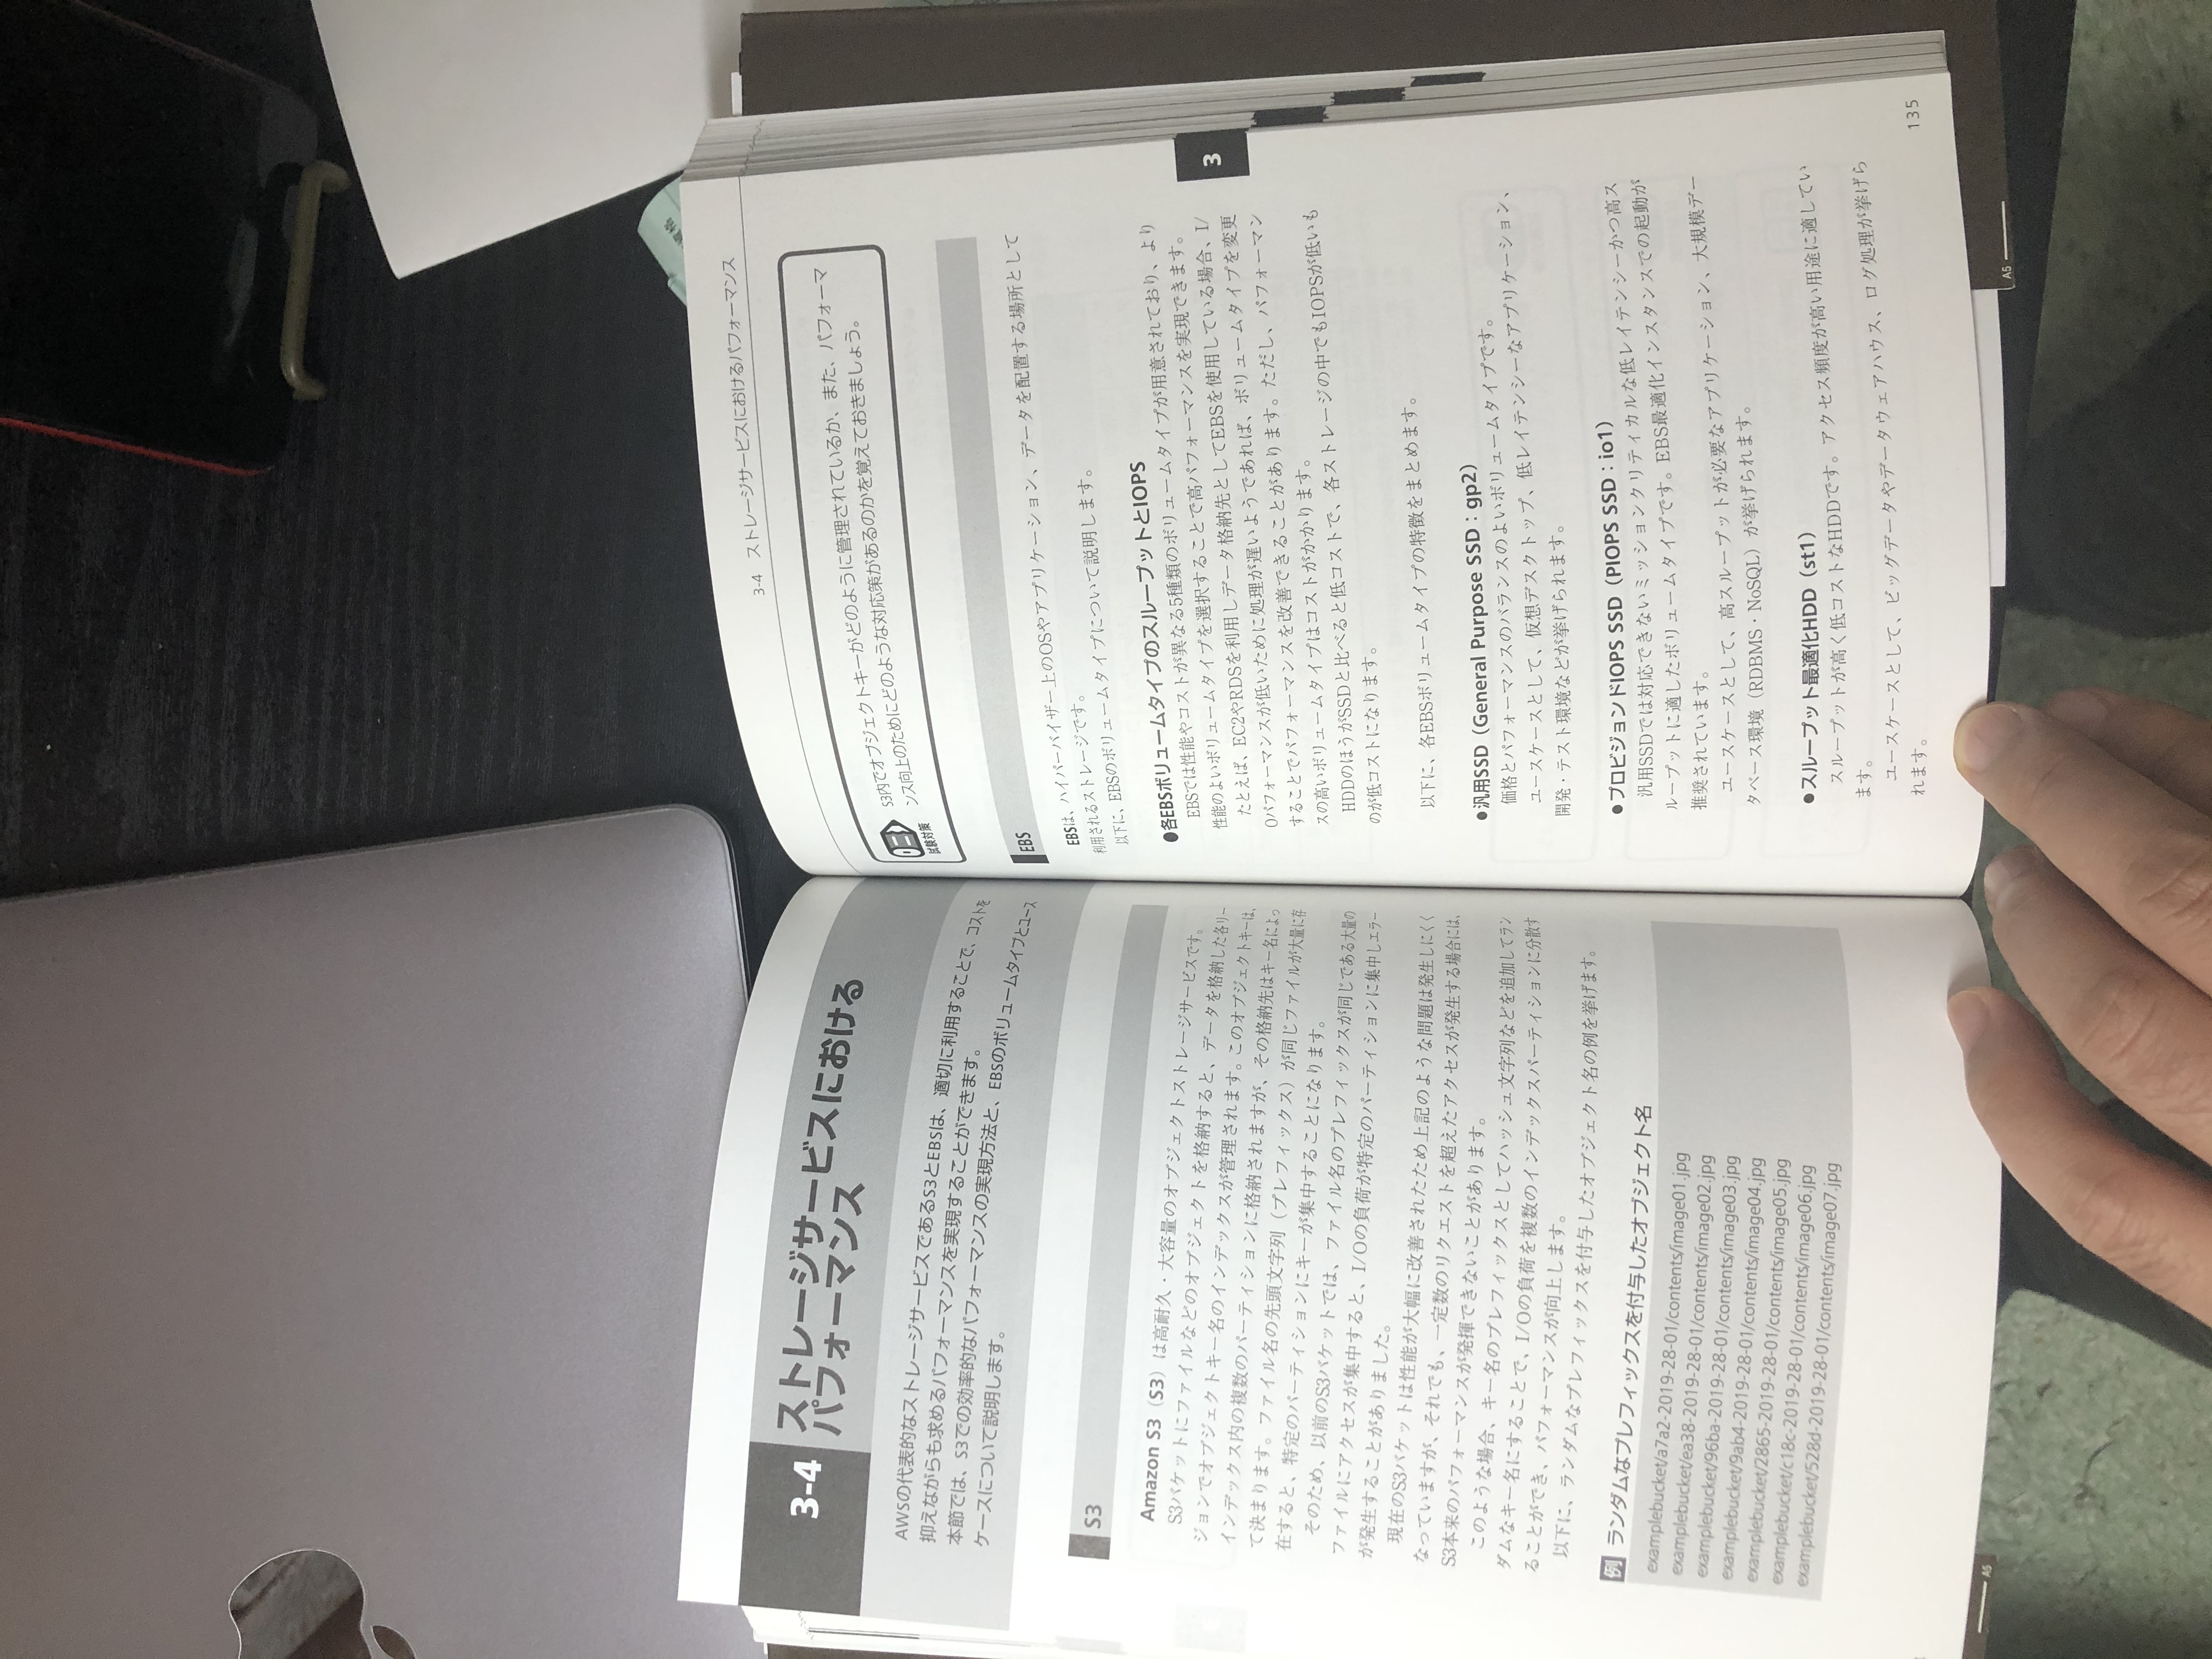 3-4
ストレージサービスにおける
パフォーマンス
AWSの代表的なストレージサービスであるS3とEBSは、適切に利用することで、コストを
抑えながらも求めるパフォーマンスを実現することができます。
本節では、S3での効率的なパフォーマンスの実現方法と、EBSのボリュームタイプとユース
ケースについて説明します。
S3
Amazon S3（S3）は高耐久・大容量のオブジェクトストレージサービスです。
S3バケットにファイルなどのオブジェクトを格納すると、データを格納した各リー
ジョンでオブジェクトキー名のインデックスが管理されます。このオブジェクトキーは、
インデックス内の複数のパーティションに格納されますが、その格納先はキー名によっ
て決まります。ファイル名の先頭文字列（プレフィックス）が同じファイルが大量に存
在すると、特定のパーティションにキーが集中することになります。
そのため、以前のS3バケットでは、ファイル名のプレフィックスが同じである大量の
ファイルにアクセスが集中すると、I/Oの負荷が特定のパーティションに集中しエラー
が発生することがありました。
現在のS3バケットは性能が大幅に改善されたため上記のような問題は発生しにくく
なっていますが、それでも、一定数のリクエストを超えたアクセスが発生する場合には、
S3本来のパフォーマンスが発揮できないことがあります。
このような場合、キー名のプレフィックスとしてハッシュ文字列などを追加してラン
ダムなキー名にすることで、I/Oの負荷を複数のインデックスパーティションに分散す
ることができ、パフォーマンスが向上します。
以下に、ランダムなプレフィックスを付与したオブジェクト名の例を挙げます。
例 ランダムなプレフィックスを付与したオブジェクト名
examplebucket/a7a2-2019-28-01/contents/image01.jpg
examplebucket/ea38-2019-28-01/contents/image02.jpg
examplebucket/96ba-2019-28-01/contents/image03.jpg
examplebucket/9ab4-2019-28-01/contents/image04.jpg
examplebucket/2865-2019-28-01/contents/image05.jpg
examplebucket/c18c-2019-28-01/contents/image06.jpg
examplebucket/528d-2019-28-01/contents/image07.jpg
A5
3-4 ストレージサービスにおけるパフォーマンス
試験対策
S3内でオブジェクトキーがどのように管理されているか、また、パフォーマ
ンス向上のためにどのような対応策があるのかを覚えておきましょう。
EBS
EBSは、ハイパーバイザー上のOSやアプリケーション、データを配置する場所として
利用されるストレージです。
以下に、EBSのボリュームタイプについて説明します。
●各EBSボリュームタイプのスループットとIOPS
EBSでは性能やコストが異なる5種類のボリュームタイプが用意されており、より
性能のよいボリュームタイプを選択することで高パフォーマンスを実現できます。
たとえば、EC2やRDSを利用しデータ格納先としてEBSを使用している場合、I/
Oパフォーマンスが低いために処理が遅いようであれば、ボリュームタイプを変更
することでパフォーマンスを改善できることがあります。ただし、パフォーマン
スの高いボリュームタイプはコストがかかります。
HDDのほうがSSDと比べると低コストで、各ストレージの中でもIOPSが低いも
のが低コストになります。
以下に、各EBSボリュームタイプの特徴をまとめます。
●汎用SSD（General Purpose SSD：gp2）
価格とパフォーマンスのバランスのよいボリュームタイプです。
ユースケースとして、仮想デスクトップ、低レイテンシーなアプリケーション、
開発・テスト環境などが挙げられます。
●プロビジョンドIOPS SSD（PIOPS SSD：io1）
汎用SSDでは対応できないミッションクリティカルな低レイテンシーかつ高ス
ループットに適したボリュームタイプです。EBS最適化インスタンスでの起動が
推奨されています。
ユースケースとして、高スループットが必要なアプリケーション、大規模デー
タベース環境（RDBMS・NoSQL）が挙げられます。
●スループット最適化HDD（st1）
スループットが高く低コストなHDDです。アクセス頻度が高い用途に適してい
ます。
ユースケースとして、ビッグデータやデータウェアハウス、ログ処理が挙げら
れます。
3
135
A5